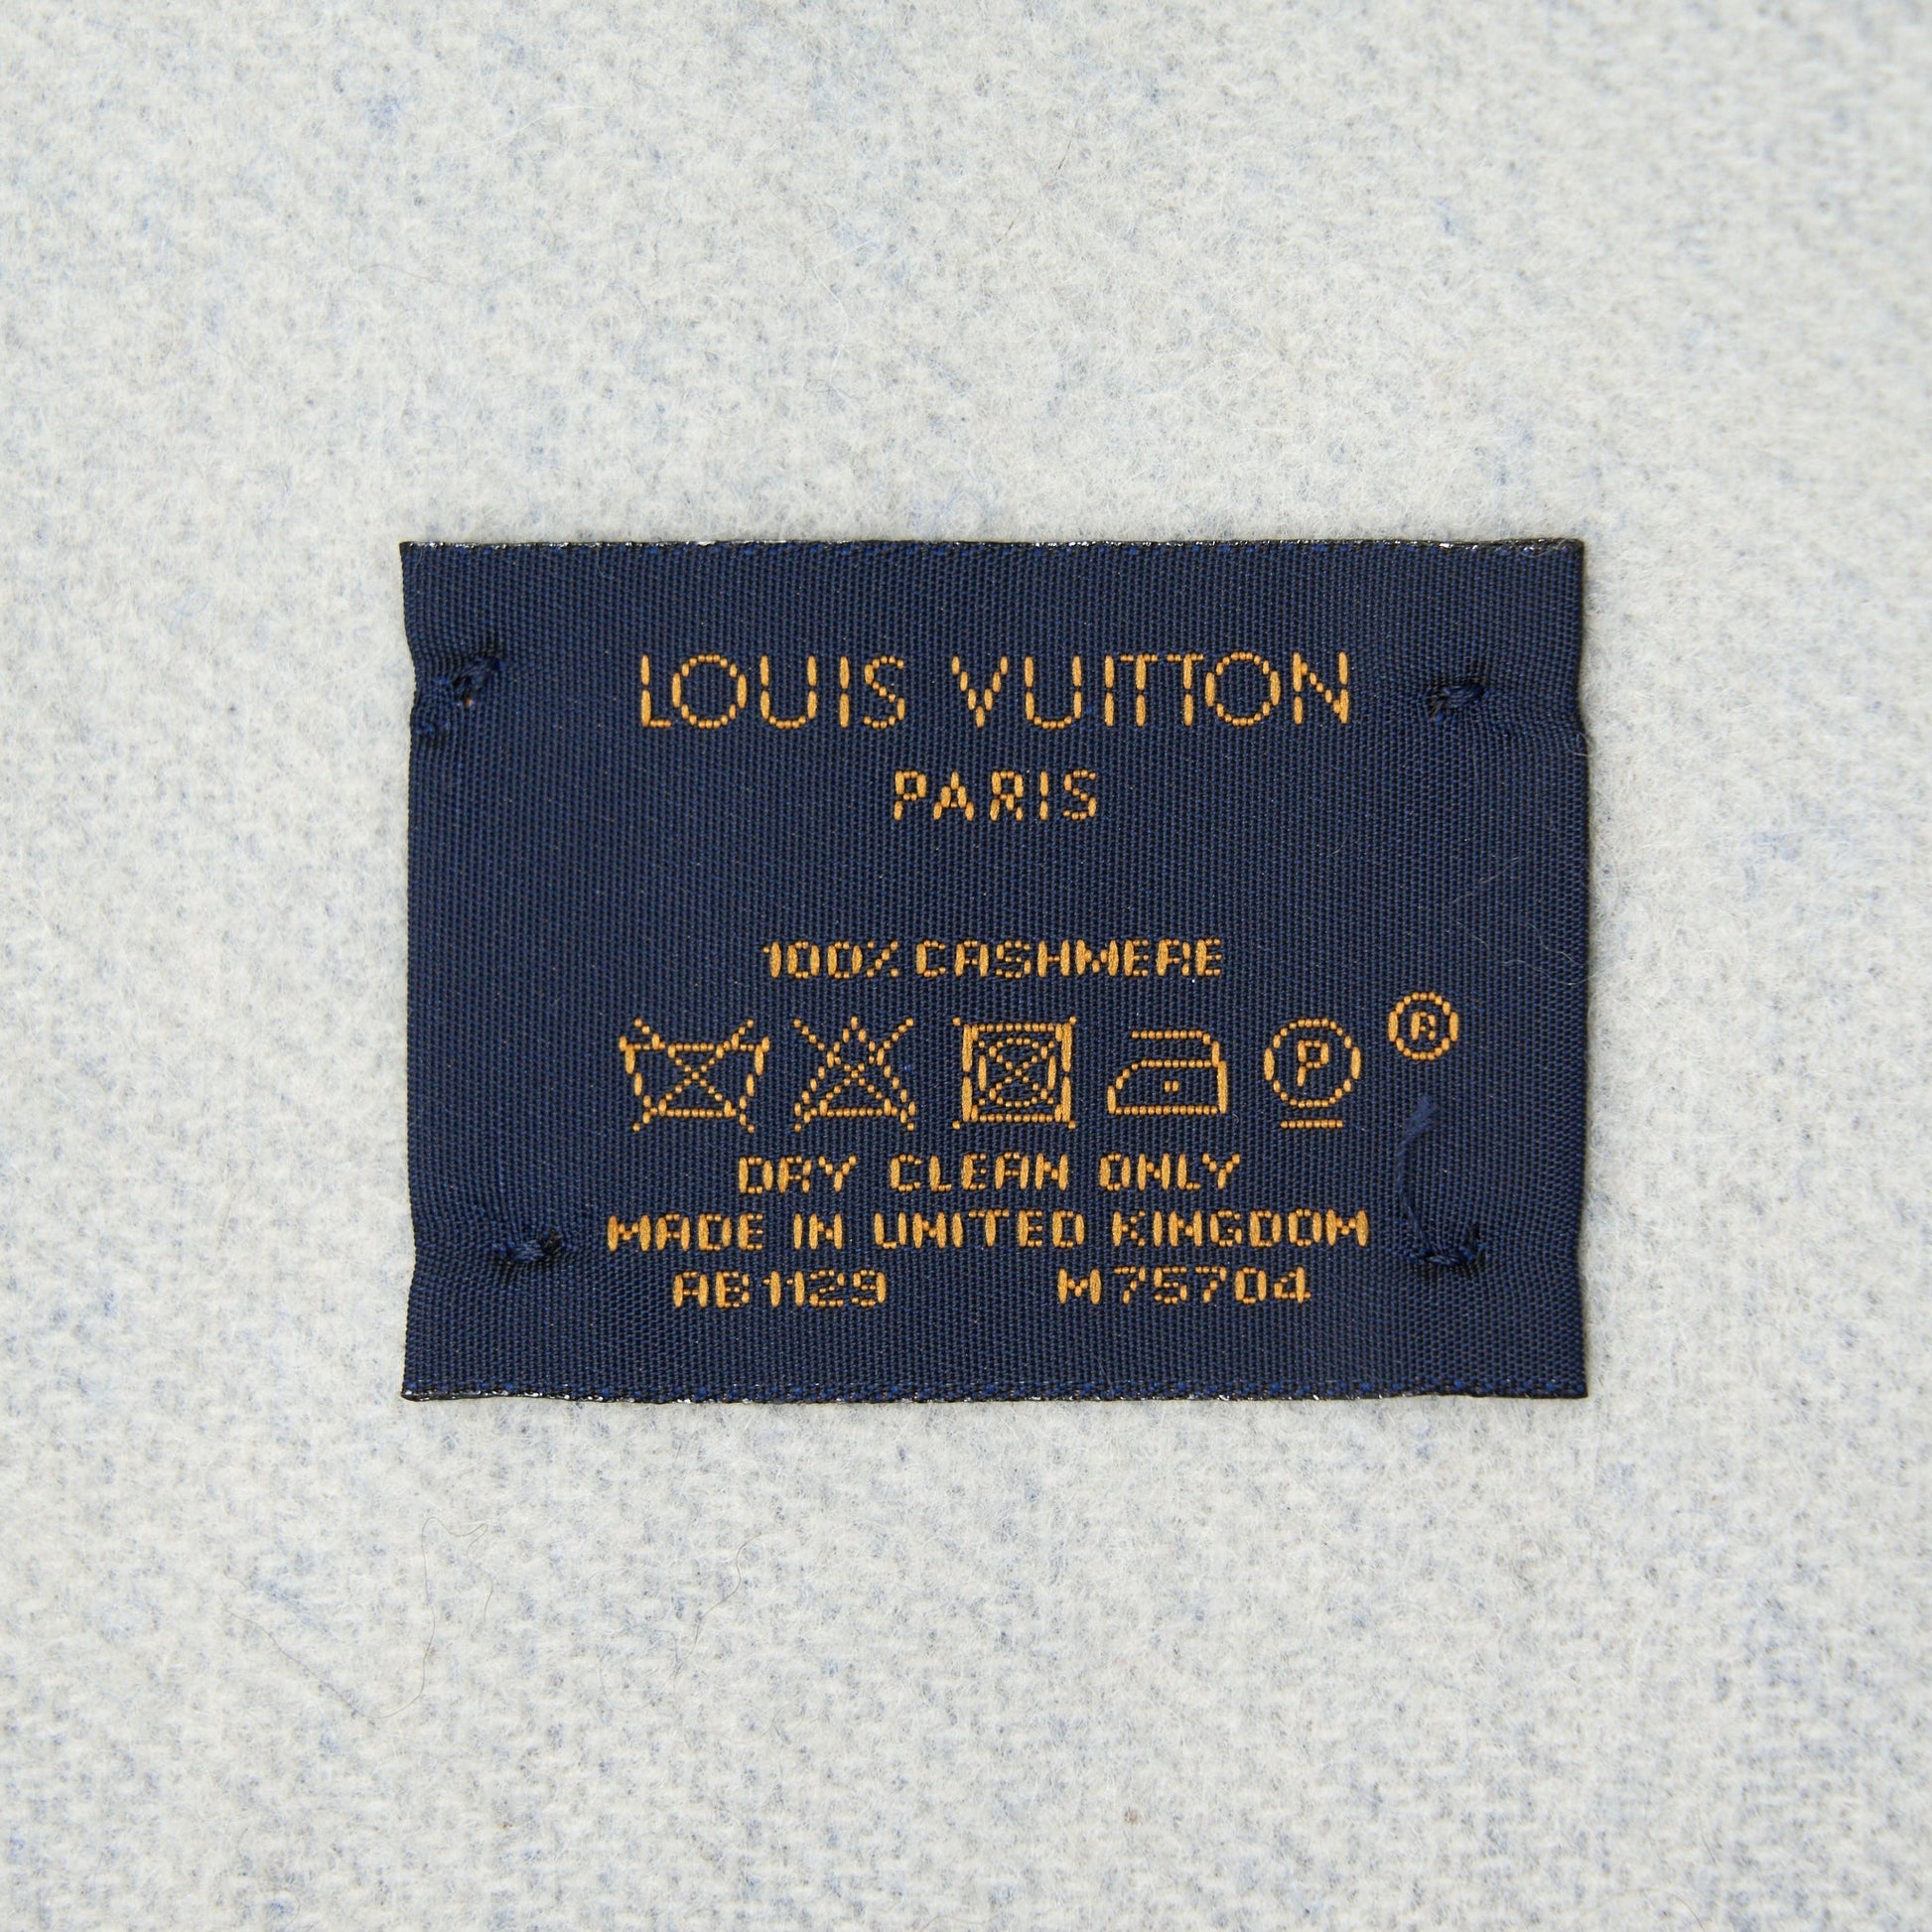 LOUIS VUITTON
PARIS
100% CASHMERE
P ®
DRY CLEAN ONLY
MADE IN UNITED KINGDOM
AB1129 M75704